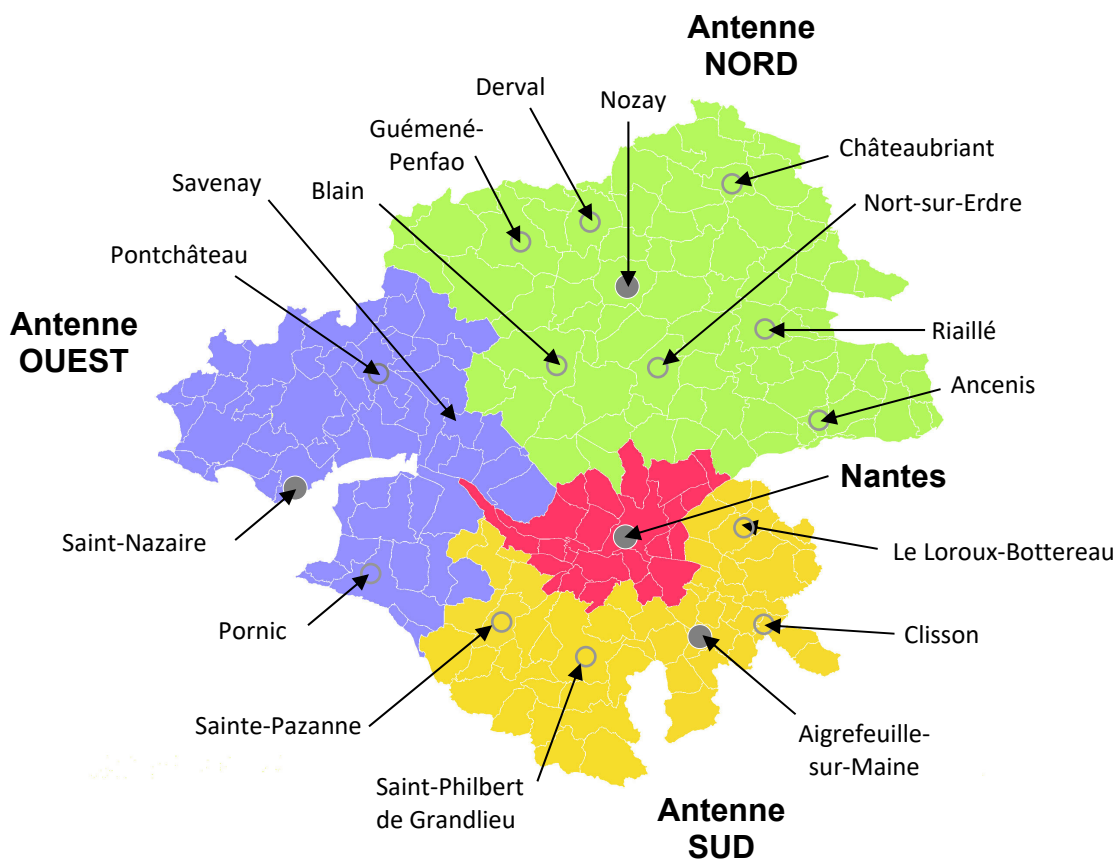 Antenne
NORD
Derval
Nozay
Guémené-
Penfao
Châteaubriant
Savenay
Blain
Nort-sur-Erdre
Pontchâteau
Antenne
OUEST
Riaillé
Ancenis
Nantes
Saint-Nazaire
Le Loroux-Bottereau
Pornic
Clisson
Sainte-Pazanne
Aigrefeuille-
sur-Maine
Saint-Philbert
de Grandlieu
Antenne
SUD